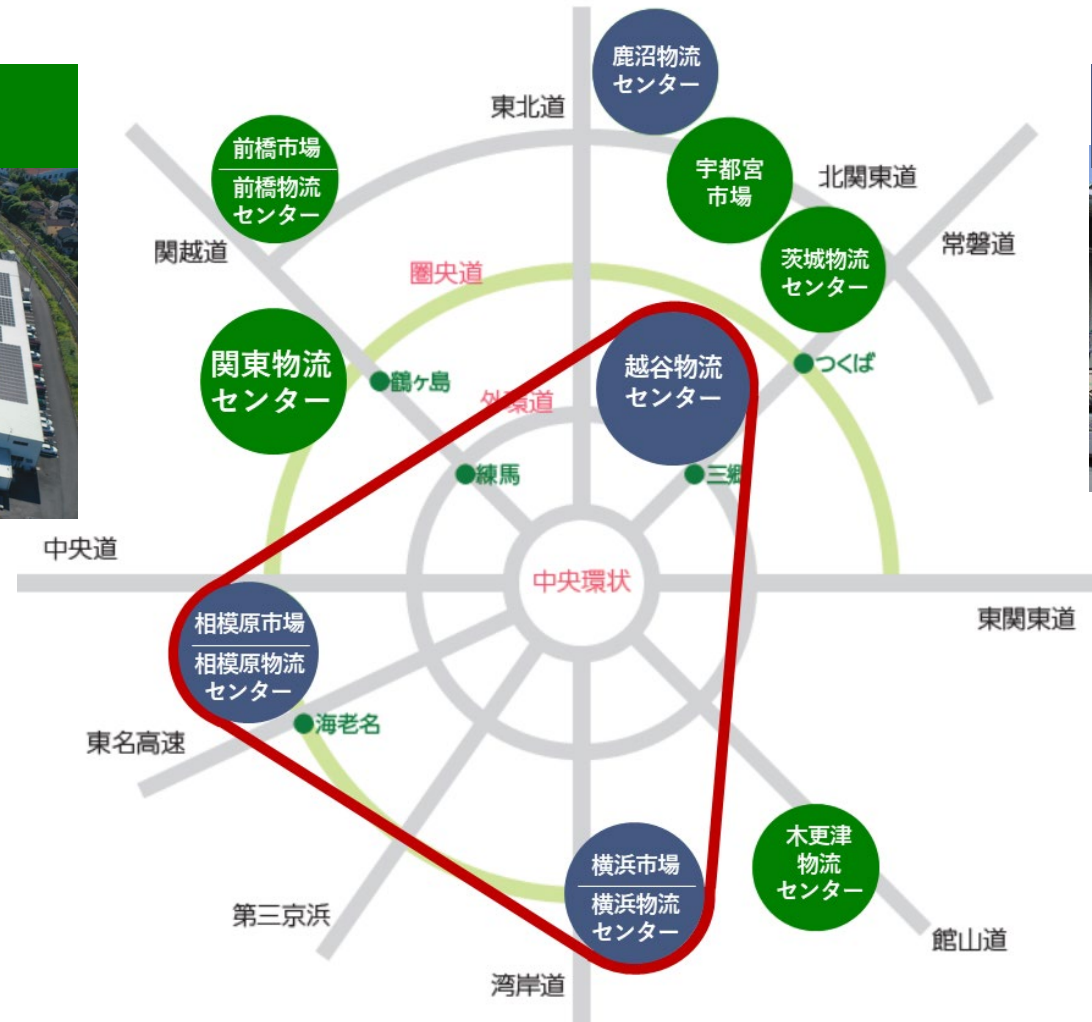 鹿沼物流
センター
東北道
前橋市場
前橋物流
センター
宇都宮
市場
北関東道
関越道
常磐道
茨城物流
センター
圏央道
関東物流
センター
越谷物流
センター
つくば
鶴ヶ島
外環道
練馬
三郷
中央道
中央環状
東関東道
相模原市場
相模原物流
センター
海老名
東名高速
木更津
物流
センター
横浜市場
横浜物流
センター
第三京浜
館山道
湾岸道